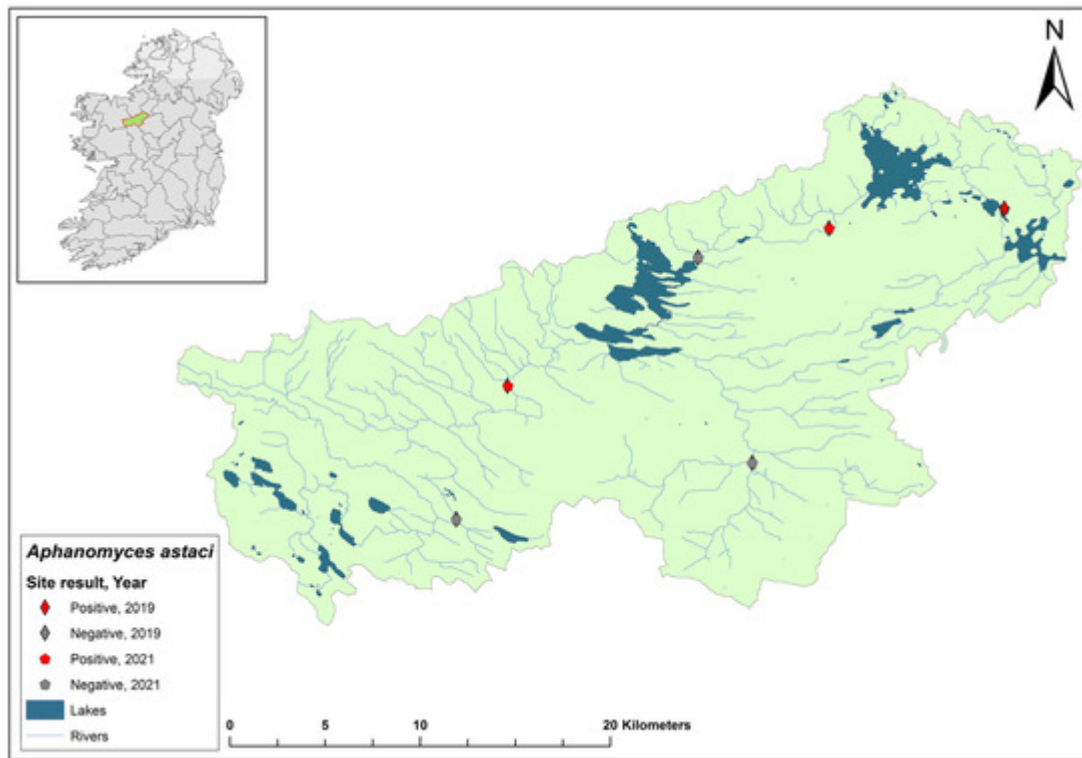 N
Aphanomyces astaci
Site result, Year
Positive, 2019
Negative, 2019
Positive, 2021
Negative, 2021
Lakes
Rivers
0 5 10 20 Kilometers